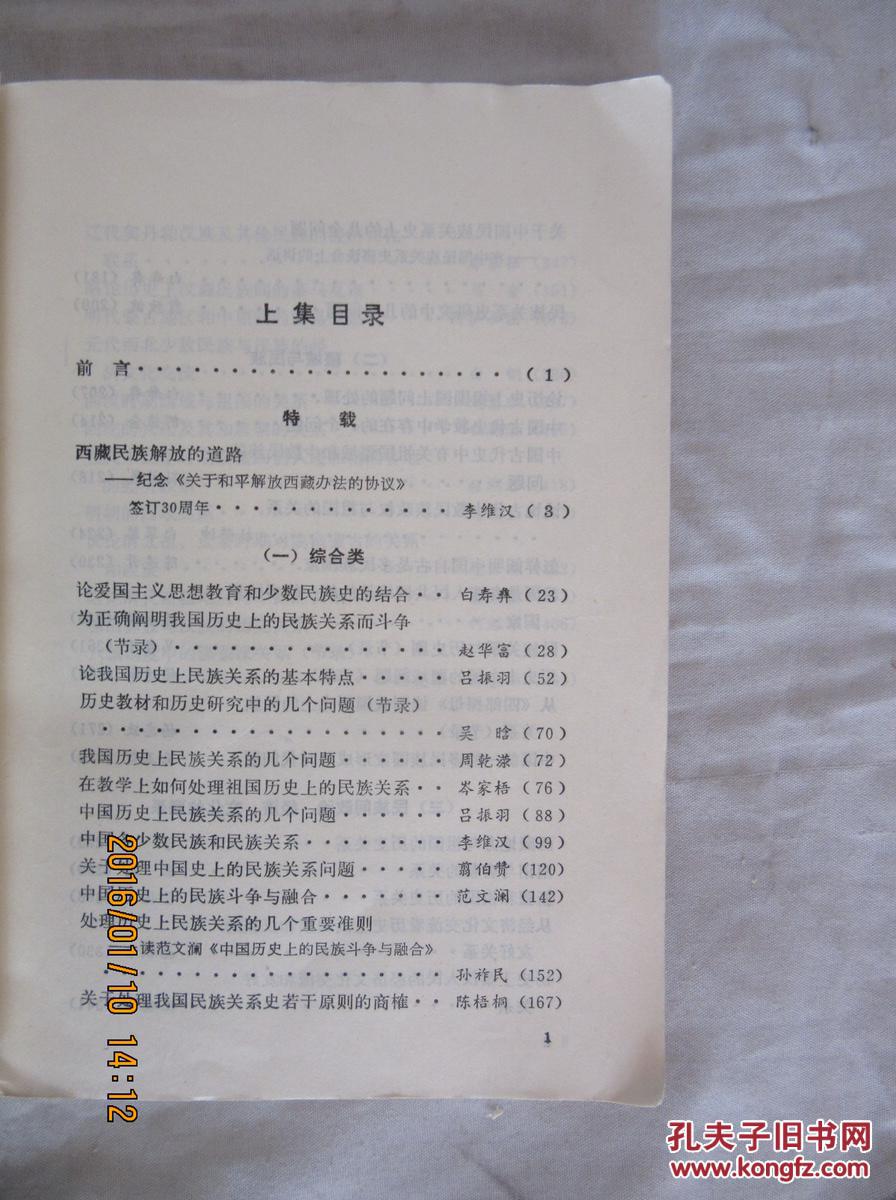 上集目录
前言····················(1)
特载
西藏民族解放的道路
——纪念《关于和平解放西藏办法的协议》
签订30周年············李维汉(3)
(一)综合类
论爱国主义思想教育和少数民族史的结合··白寿彝(23)
为正确阐明我国历史上的民族关系而斗争
(节录)·············赵华富(28)
论我国历史上民族关系的基本特点····吕振羽(52)
历史教材和历史研究中的几个问题(节录)
··················吴晗(70)
我国历史上民族关系的几个问题·····周乾溁(72)
在教学上如何处理祖国历史上的民族关系··岑家梧(76)
中国历史上民族关系的几个问题·····吕振羽(88)
中国各少数民族和民族关系·······李维汉(99)
关于处理中国史上的民族关系问题····翦伯赞(120)
中国历史上的民族斗争与融合······范文澜(142)
处理历史上民族关系的几个重要准则
——读范文澜《中国历史上的民族斗争与融合》
·················孙祚民(152)
关于处理我国民族关系史若干原则的商榷··陈梧桐(167)
1
2016/01/10 14:12
孔夫子旧书网
www.kongfz.com